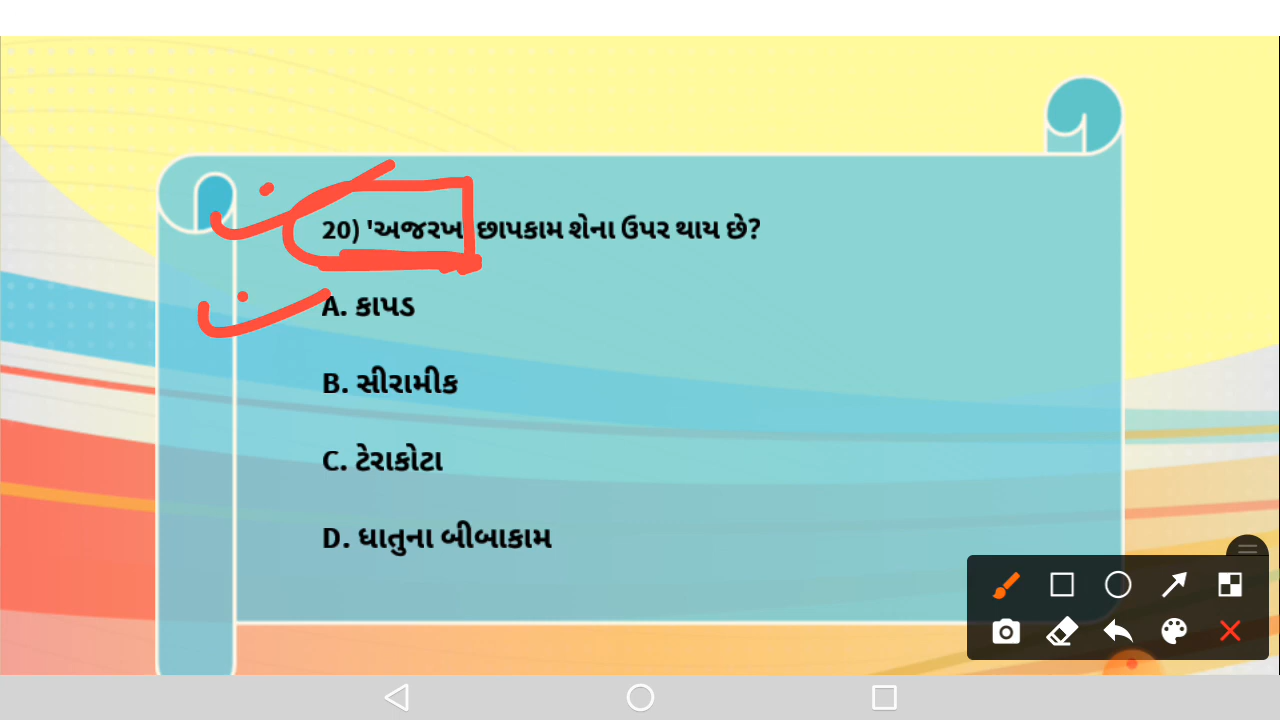 20) 'અજરખ' છાપકામ શેના ઉપર થાય છે?
A. કાપડ
B. સીરામીક
C. ટેરાકોટા
D. ધાતુના બીબાકામ